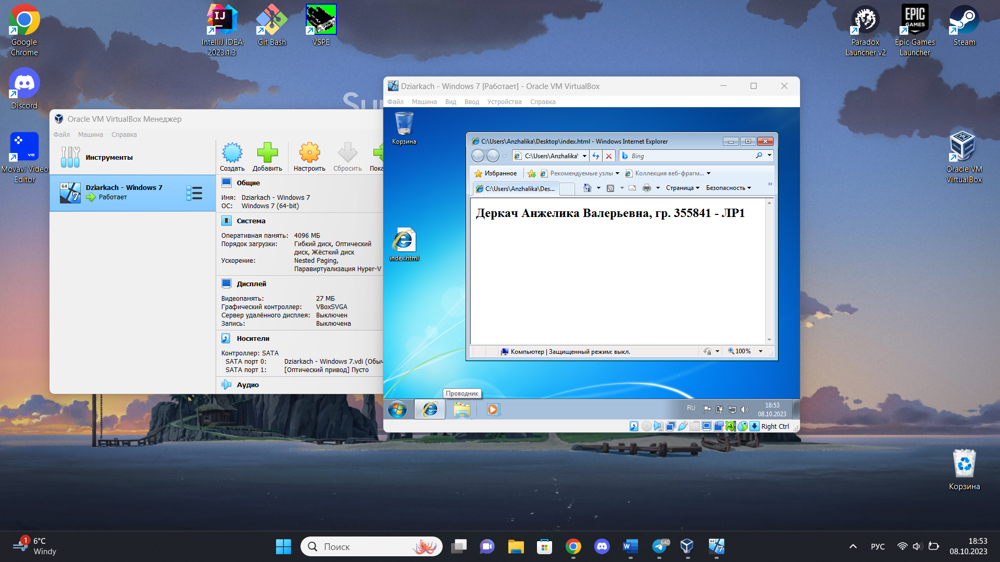 Google
Chrome
IntelliJ IDEA
2023.1.3
Git Bash
VSPE
Paradox
Launcher v2
EPIC
GAMES
Epic Games
Launcher
Steam
Discord
Movavi Video
Editor
Oracle VM
VirtualBox
Корзина
Oracle VM VirtualBox Менеджер
Файл Машина Справка
Инструменты
Создать Добавить Настроить Сбросить Пока
64
Dziarkach - Windows 7
Работает
Общие
Имя: Dziarkach - Windows 7
ОС: Windows 7 (64-bit)
Система
Оперативная память: 4096 МБ
Порядок загрузки: Гибкий диск, Оптический
диск, Жёсткий диск
Ускорение: Nested Paging,
Паравиртуализация Hyper-V
Дисплей
Видеопамять: 27 МБ
Графический контроллер: VBoxSVGA
Сервер удалённого дисплея: Выключен
Запись: Выключена
Носители
Контроллер: SATA
SATA порт 0: Dziarkach - Windows 7.vdi (Обыч
SATA порт 1: [Оптический привод] Пусто
Аудио
Dziarkach - Windows 7 [Работает] - Oracle VM VirtualBox
Файл Машина Вид Ввод Устройства Справка
Корзина
index.html
C:\Users\Anzhalika\Desktop\index.html - Windows Internet Explorer
C:\Users\Anzhalika\
Bing
Избранное
Рекомендуемые узлы
Коллекция веб-фрагм...
C:\Users\Anzhalika\Des...
Страница
Безопасность
Деркач Анжелика Валерьевна, гр. 355841 - ЛР1
Компьютер | Защищенный режим: выкл.
100%
Проводник
RU
18:53
08.10.2023
Right Ctrl
1
6°C
Windy
Поиск
640
РУС
18:53
08.10.2023